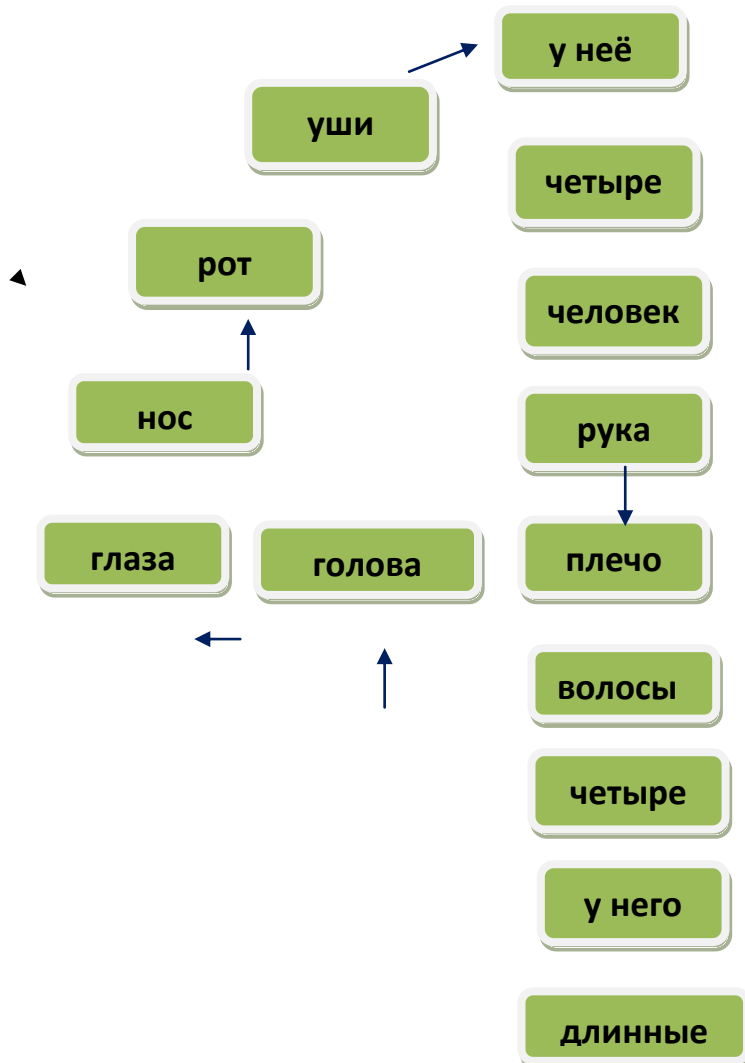 у неё
уши
четыре
рот
человек
нос
рука
глаза
голова
плечо
волосы
четыре
у него
длинные